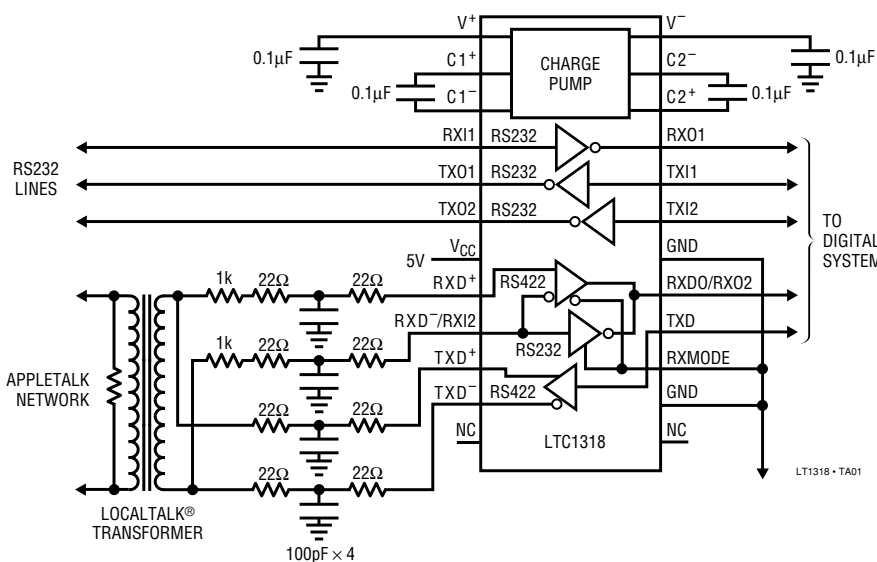 V+ V−
0.1µF C1+ CHARGE PUMP C2− 0.1µF
0.1µF C1− C2+ 0.1µF
RXI1 RS232 RXO1
RS232 LINES TXO1 RS232 TXI1
TXO2 RS232 TXI2
TO DIGITAL SYSTEM
VCC GND
5V
1k 22Ω 22Ω RXD+ RS422 RXDO/RXO2
1k 22Ω 22Ω RXD−/RXI2 RS232 TXD
APPLETALK NETWORK TXD+ RXMODE
22Ω 22Ω TXD− RS422 GND
NC LTC1318 NC
22Ω 22Ω
LT1318 • TA01
LOCALTALK® TRANSFORMER
100pF × 4